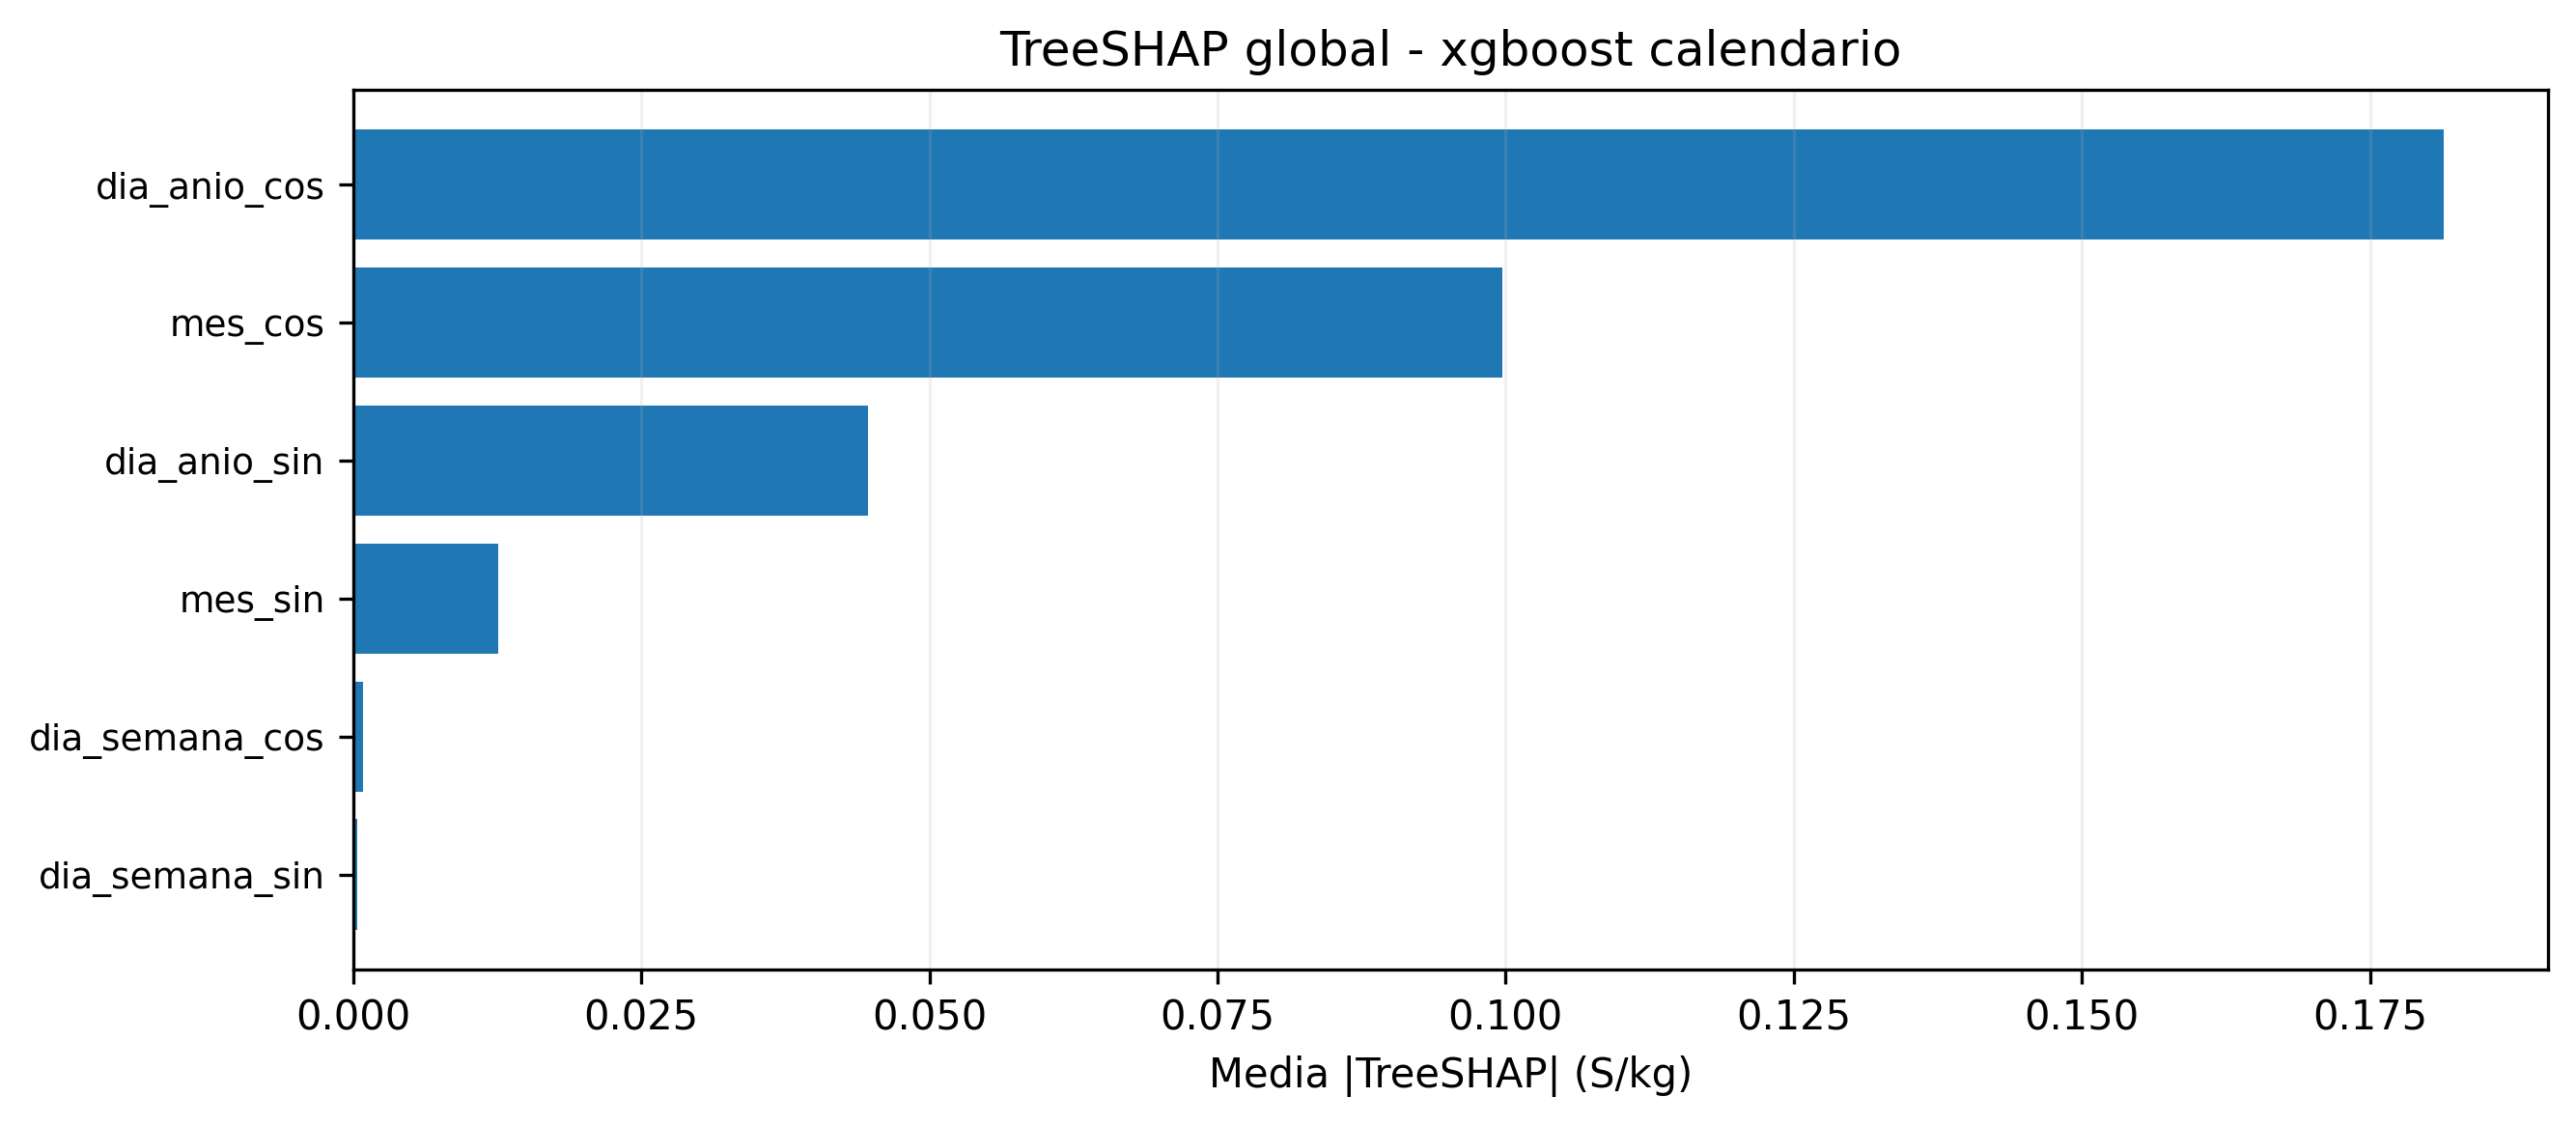 TreeSHAP global - xgboost calendario
dia_anio_cos
mes_cos
dia_anio_sin
mes_sin
dia_semana_cos
dia_semana_sin
0.000 0.025 0.050 0.075 0.100 0.125 0.150 0.175
Media |TreeSHAP| (S/kg)